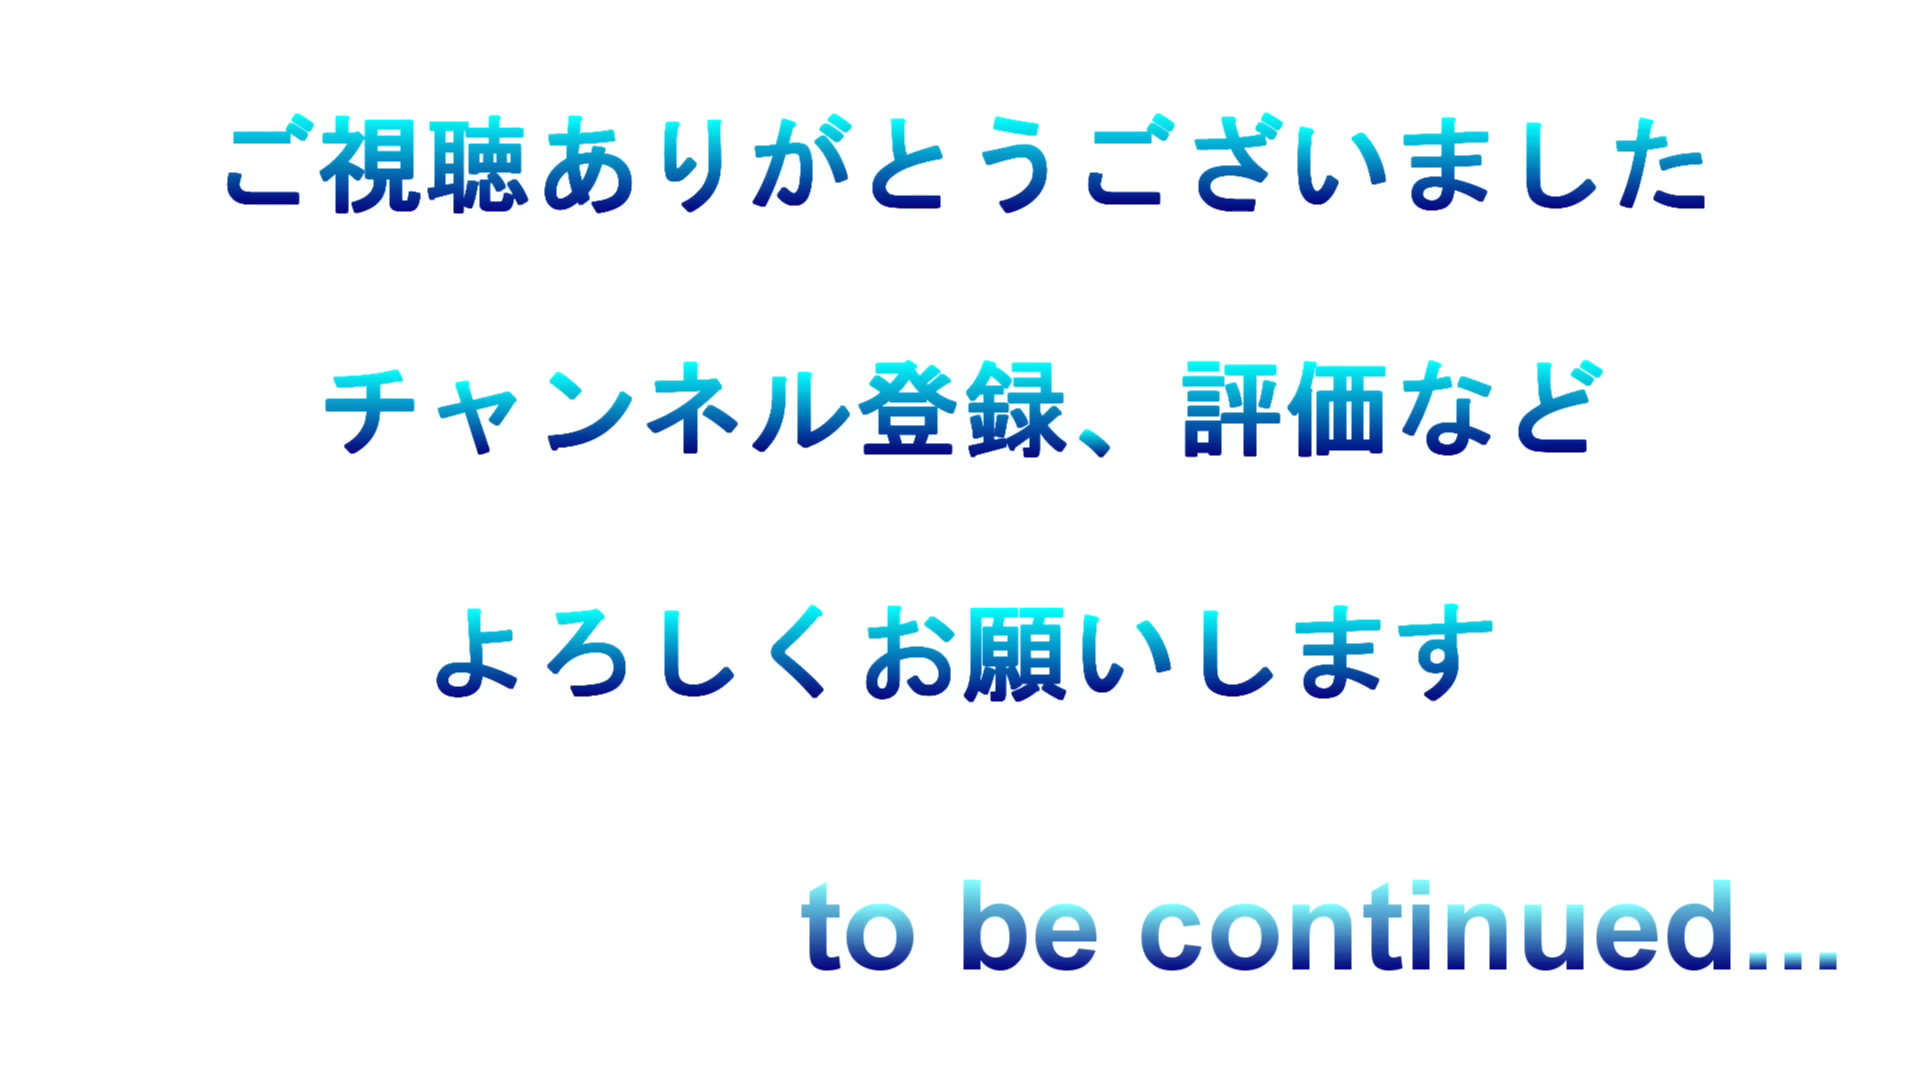 ご視聴ありがとうございました
チャンネル登録、評価など
よろしくお願いします
to be continued...